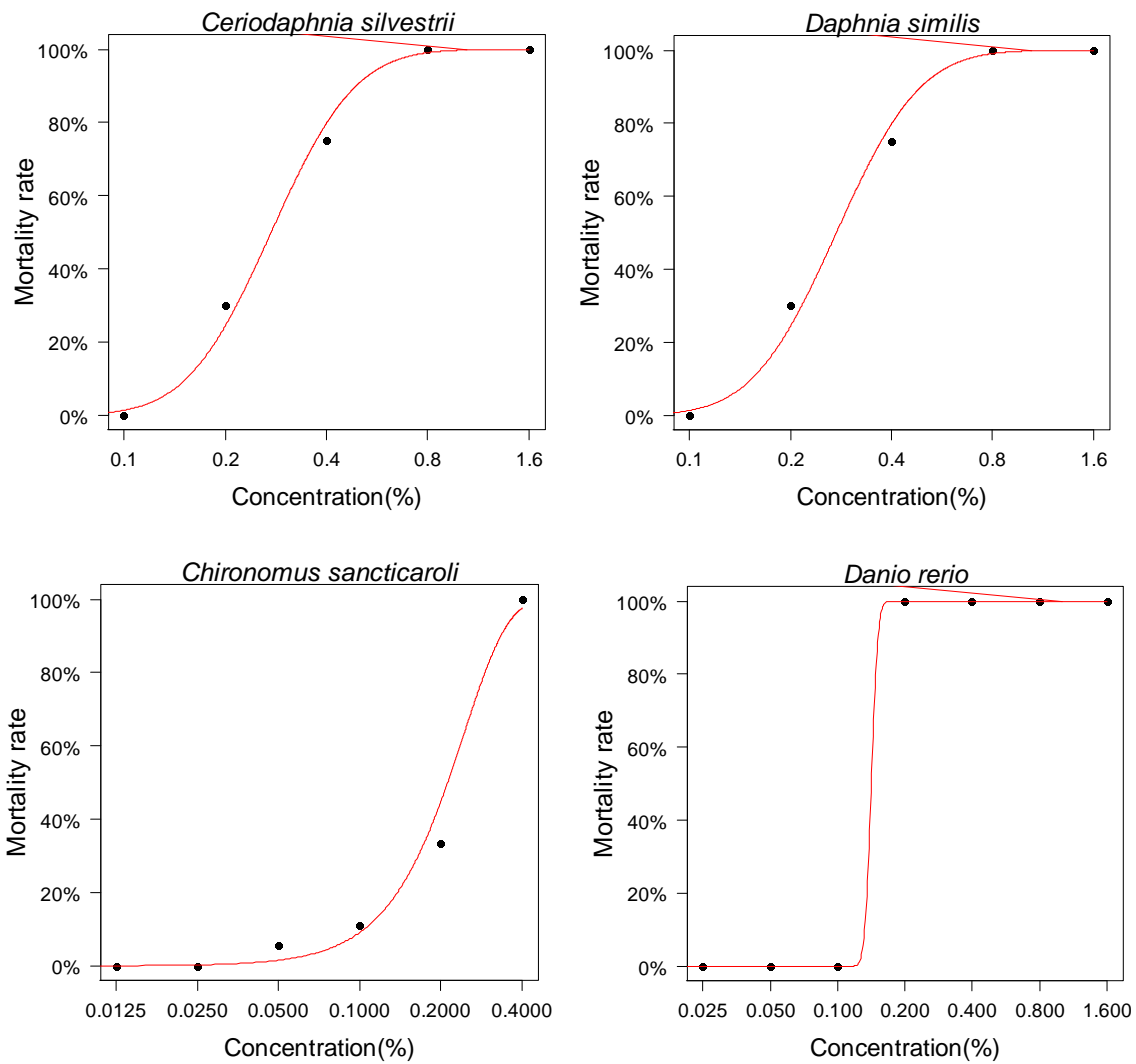 Ceriodaphnia silvestrii
Mortality rate
100%
80%
60%
40%
20%
0%
0.1 0.2 0.4 0.8 1.6
Concentration(%)
Daphnia similis
Mortality rate
100%
80%
60%
40%
20%
0%
0.1 0.2 0.4 0.8 1.6
Concentration(%)
Chironomus sancticaroli
Mortality rate
100%
80%
60%
40%
20%
0%
0.0125 0.0250 0.0500 0.1000 0.2000 0.4000
Concentration(%)
Danio rerio
Mortality rate
100%
80%
60%
40%
20%
0%
0.025 0.050 0.100 0.200 0.400 0.800 1.600
Concentration(%)